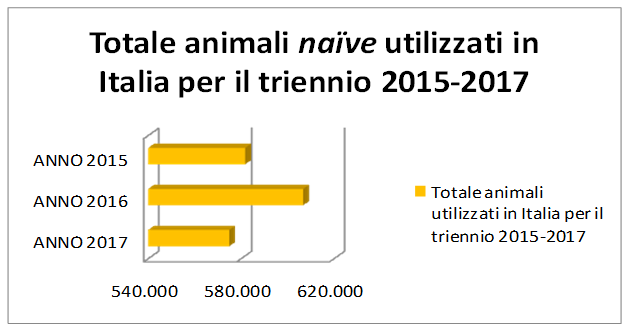 Totale animali naïve utilizzati in
Italia per il triennio 2015-2017
ANNO 2015
ANNO 2016
ANNO 2017
540.000 580.000 620.000
Totale animali
utilizzati in Italia per il
triennio 2015-2017